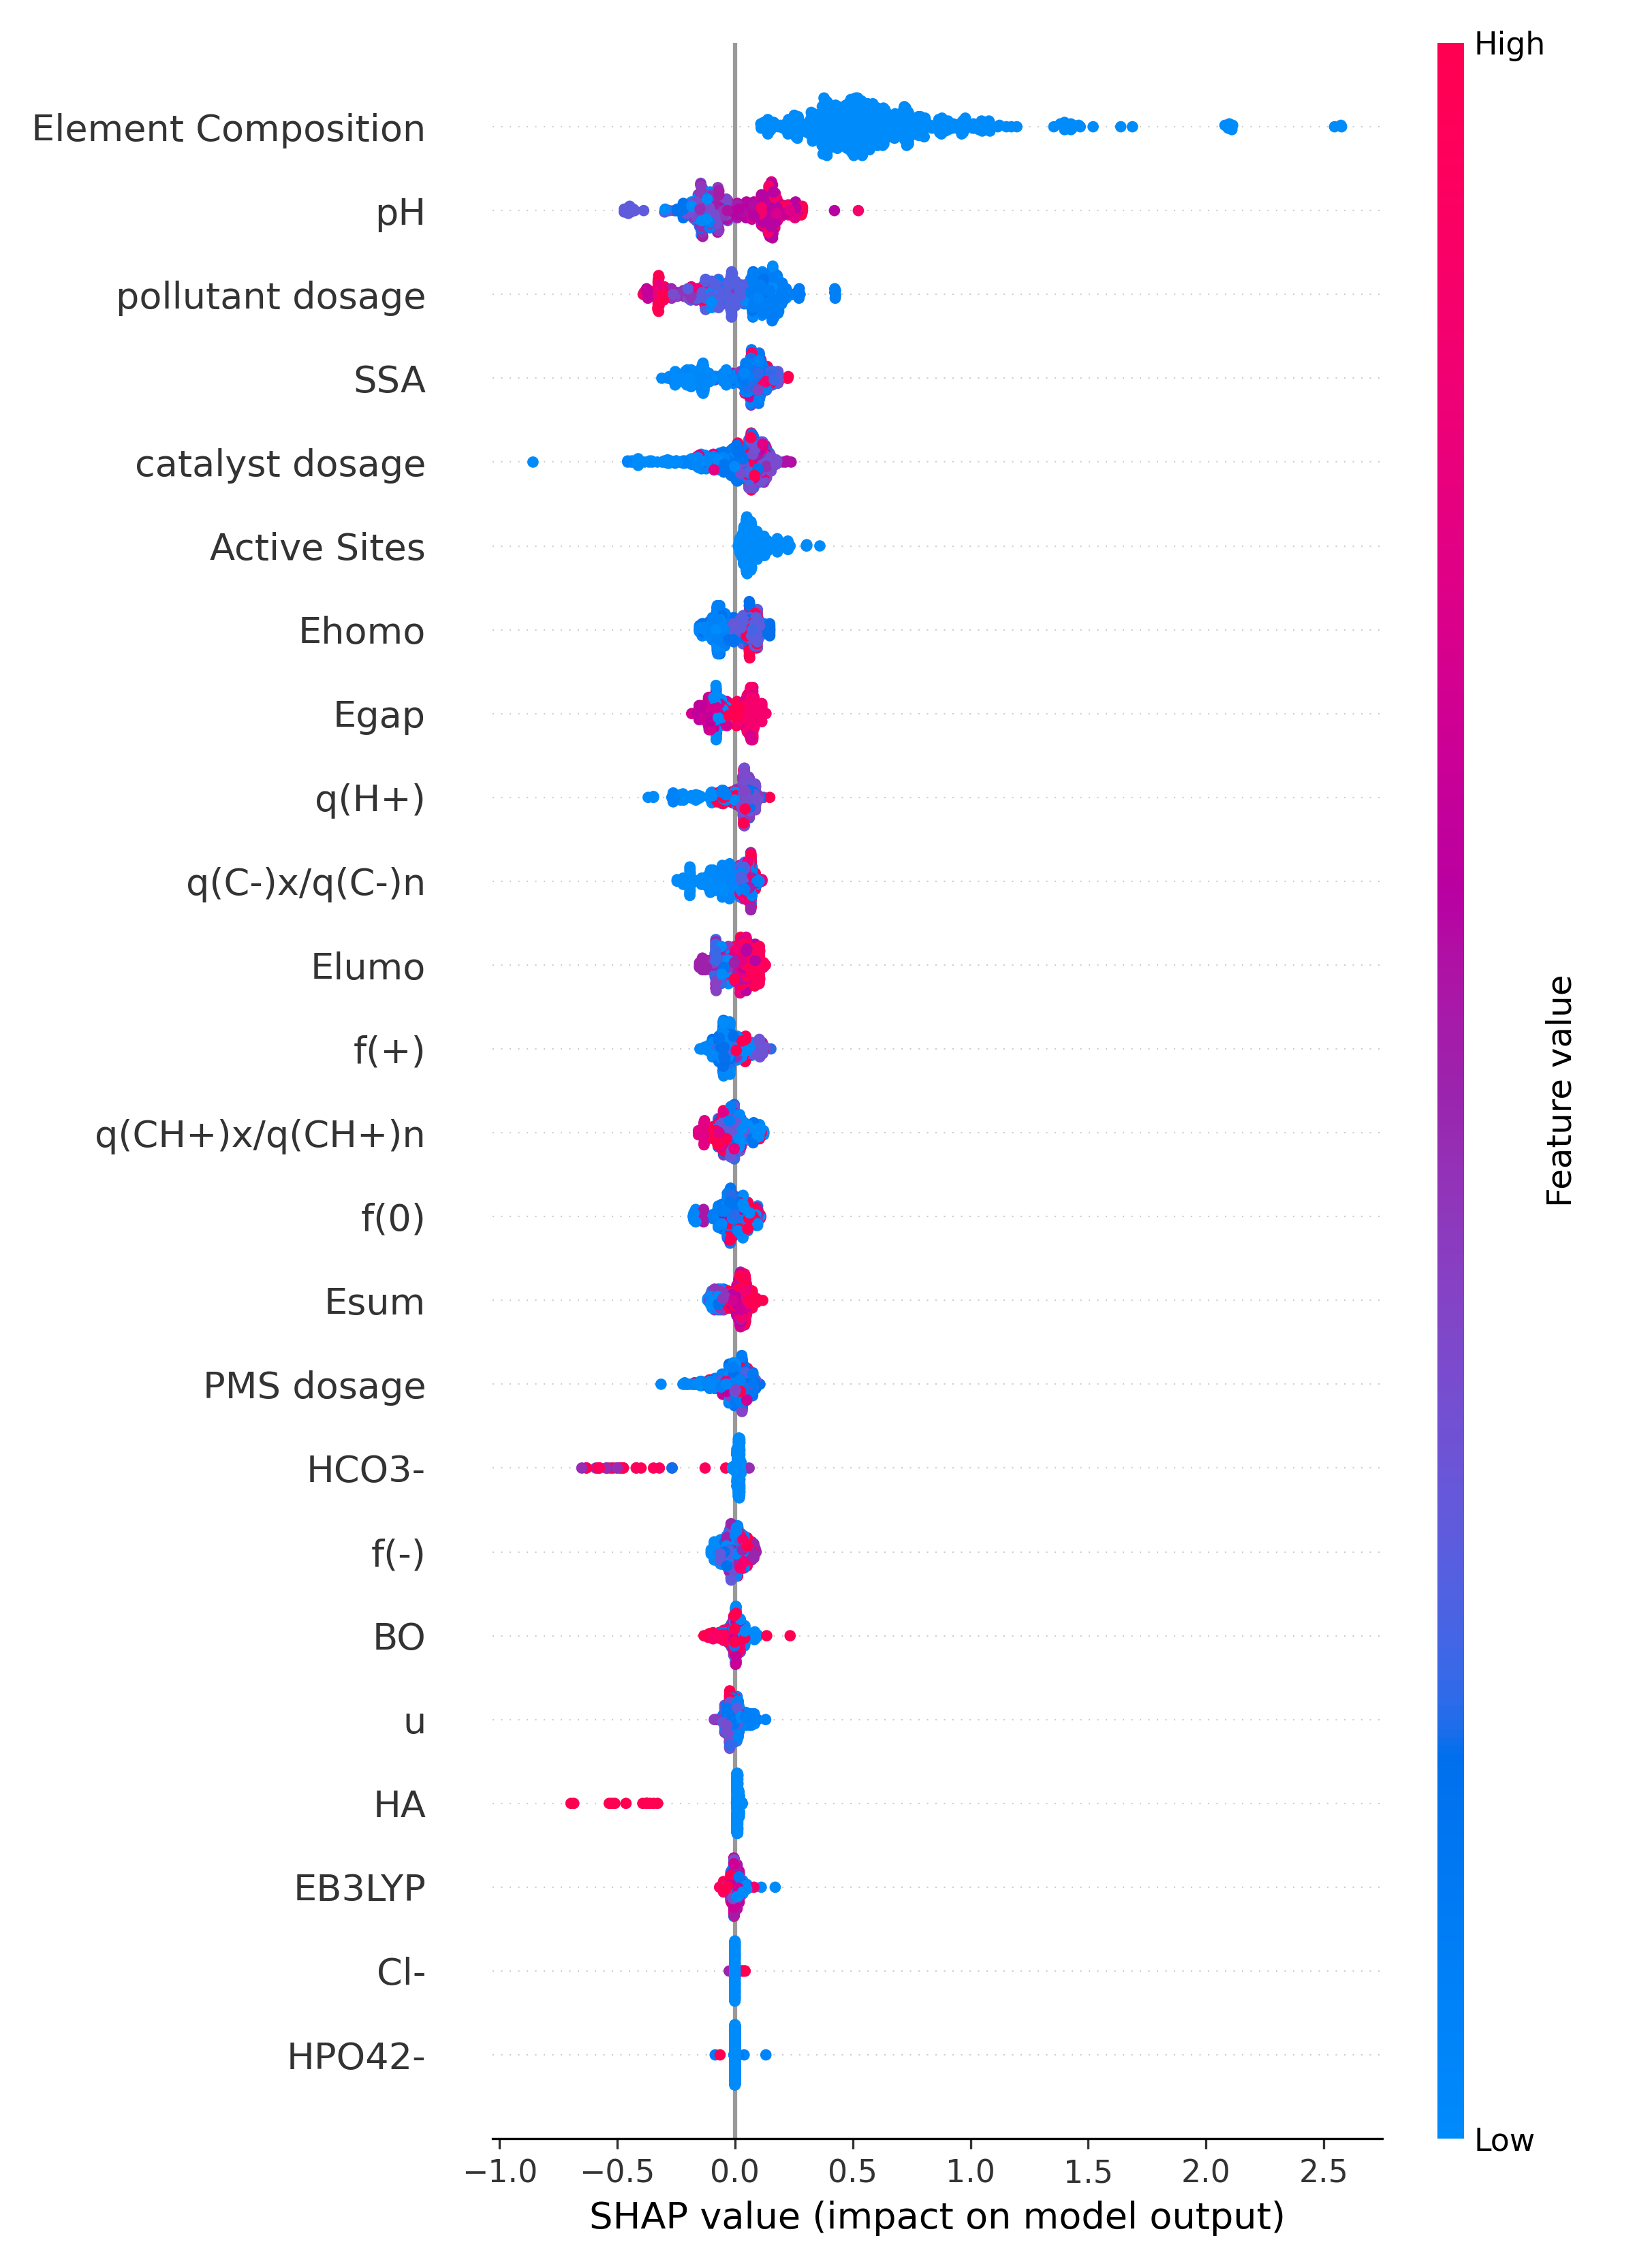 High
Element Composition
pH
pollutant dosage
SSA
catalyst dosage
Active Sites
Ehomo
Egap
q(H+)
q(C-)x/q(C-)n
Elumo
f(+)
q(CH+)x/q(CH+)n
f(0)
Esum
PMS dosage
HCO3-
f(-)
BO
u
HA
EB3LYP
Cl-
HPO42-
Feature value
Low
−1.0 −0.5 0.0 0.5 1.0 1.5 2.0 2.5
SHAP value (impact on model output)